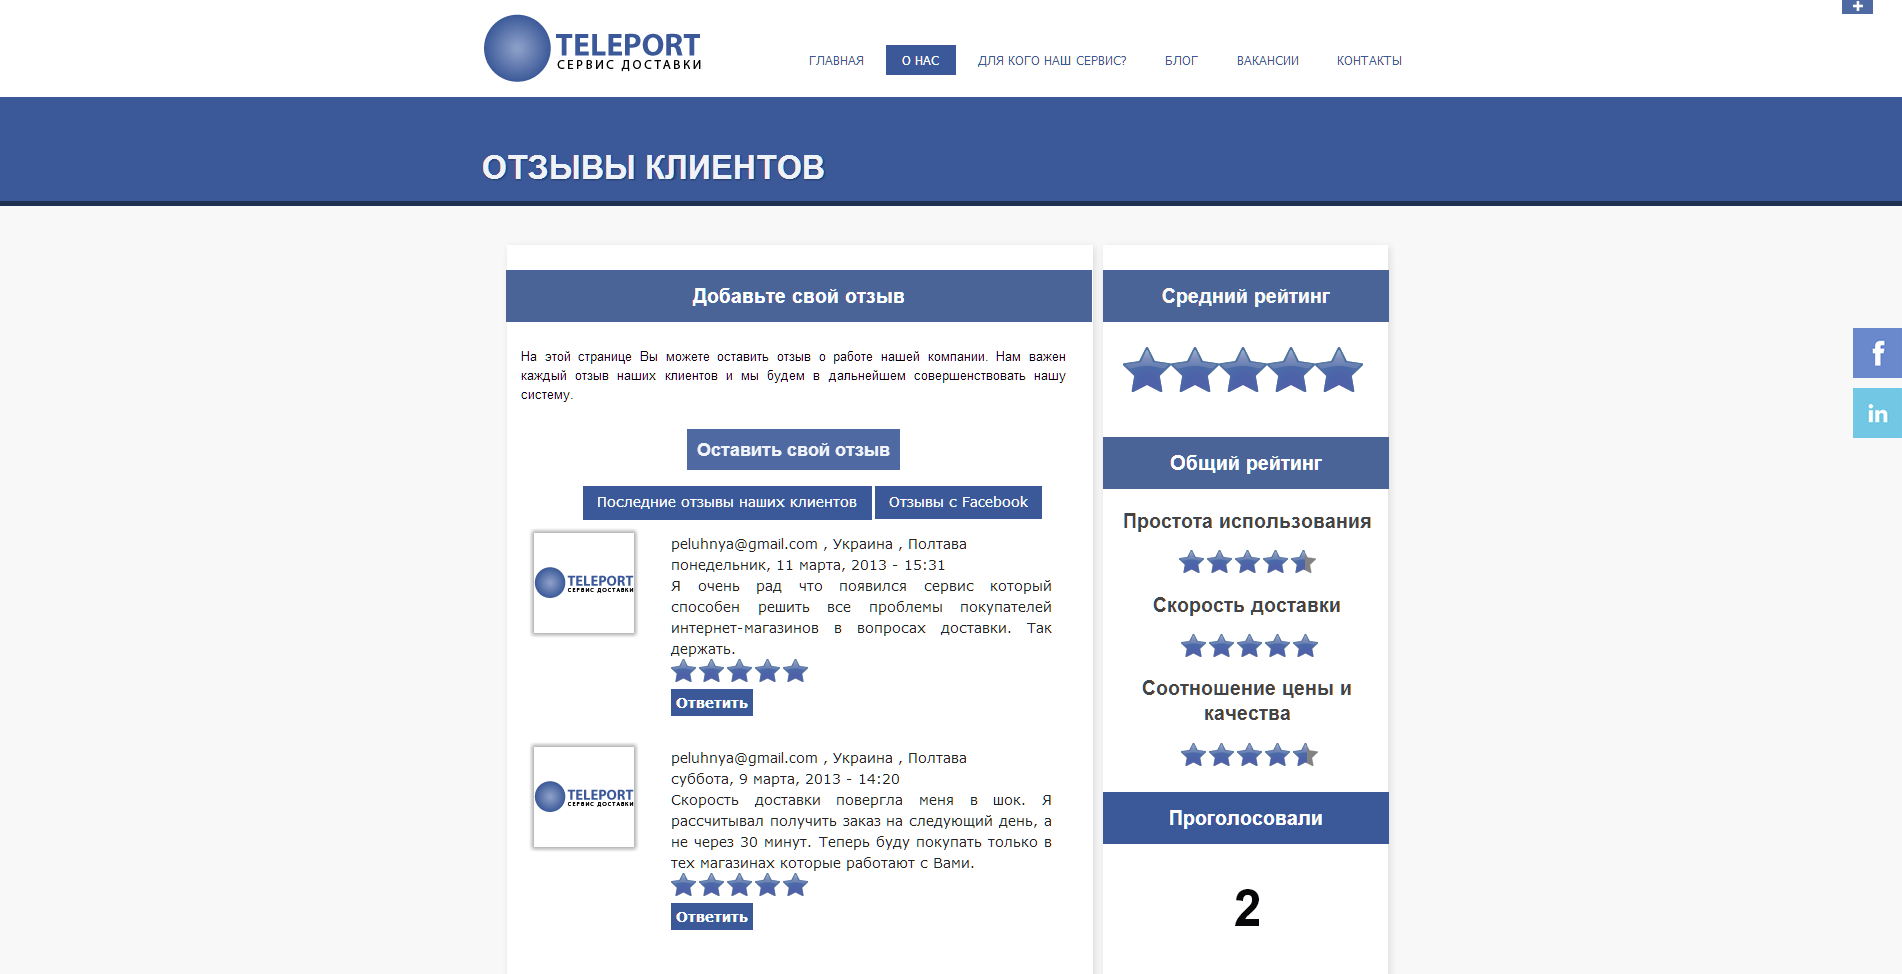 TELEPORT
СЕРВИС ДОСТАВКИ
ГЛАВНАЯ
О НАС
ДЛЯ КОГО НАШ СЕРВИС?
БЛОГ
ВАКАНСИИ
КОНТАКТЫ
ОТЗЫВЫ КЛИЕНТОВ
Добавьте свой отзыв
На этой странице Вы можете оставить отзыв о работе нашей компании. Нам важен
каждый отзыв наших клиентов и мы будем в дальнейшем совершенствовать нашу
систему.
Оставить свой отзыв
Последние отзывы наших клиентов
Отзывы с Facebook
TELEPORT
СЕРВИС ДОСТАВКИ
peluhnya@gmail.com , Украина , Полтава
понедельник, 11 марта, 2013 - 15:31
Я очень рад что появился сервис который
способен решить все проблемы покупателей
интернет-магазинов в вопросах доставки. Так
держать.
Ответить
TELEPORT
СЕРВИС ДОСТАВКИ
peluhnya@gmail.com , Украина , Полтава
суббота, 9 марта, 2013 - 14:20
Скорость доставки повергла меня в шок. Я
рассчитывал получить заказ на следующий день, а
не через 30 минут. Теперь буду покупать только в
тех магазинах которые работают с Вами.
Ответить
Средний рейтинг
Общий рейтинг
Простота использования
Скорость доставки
Соотношение цены и
качества
Проголосовали
2
f
in
+